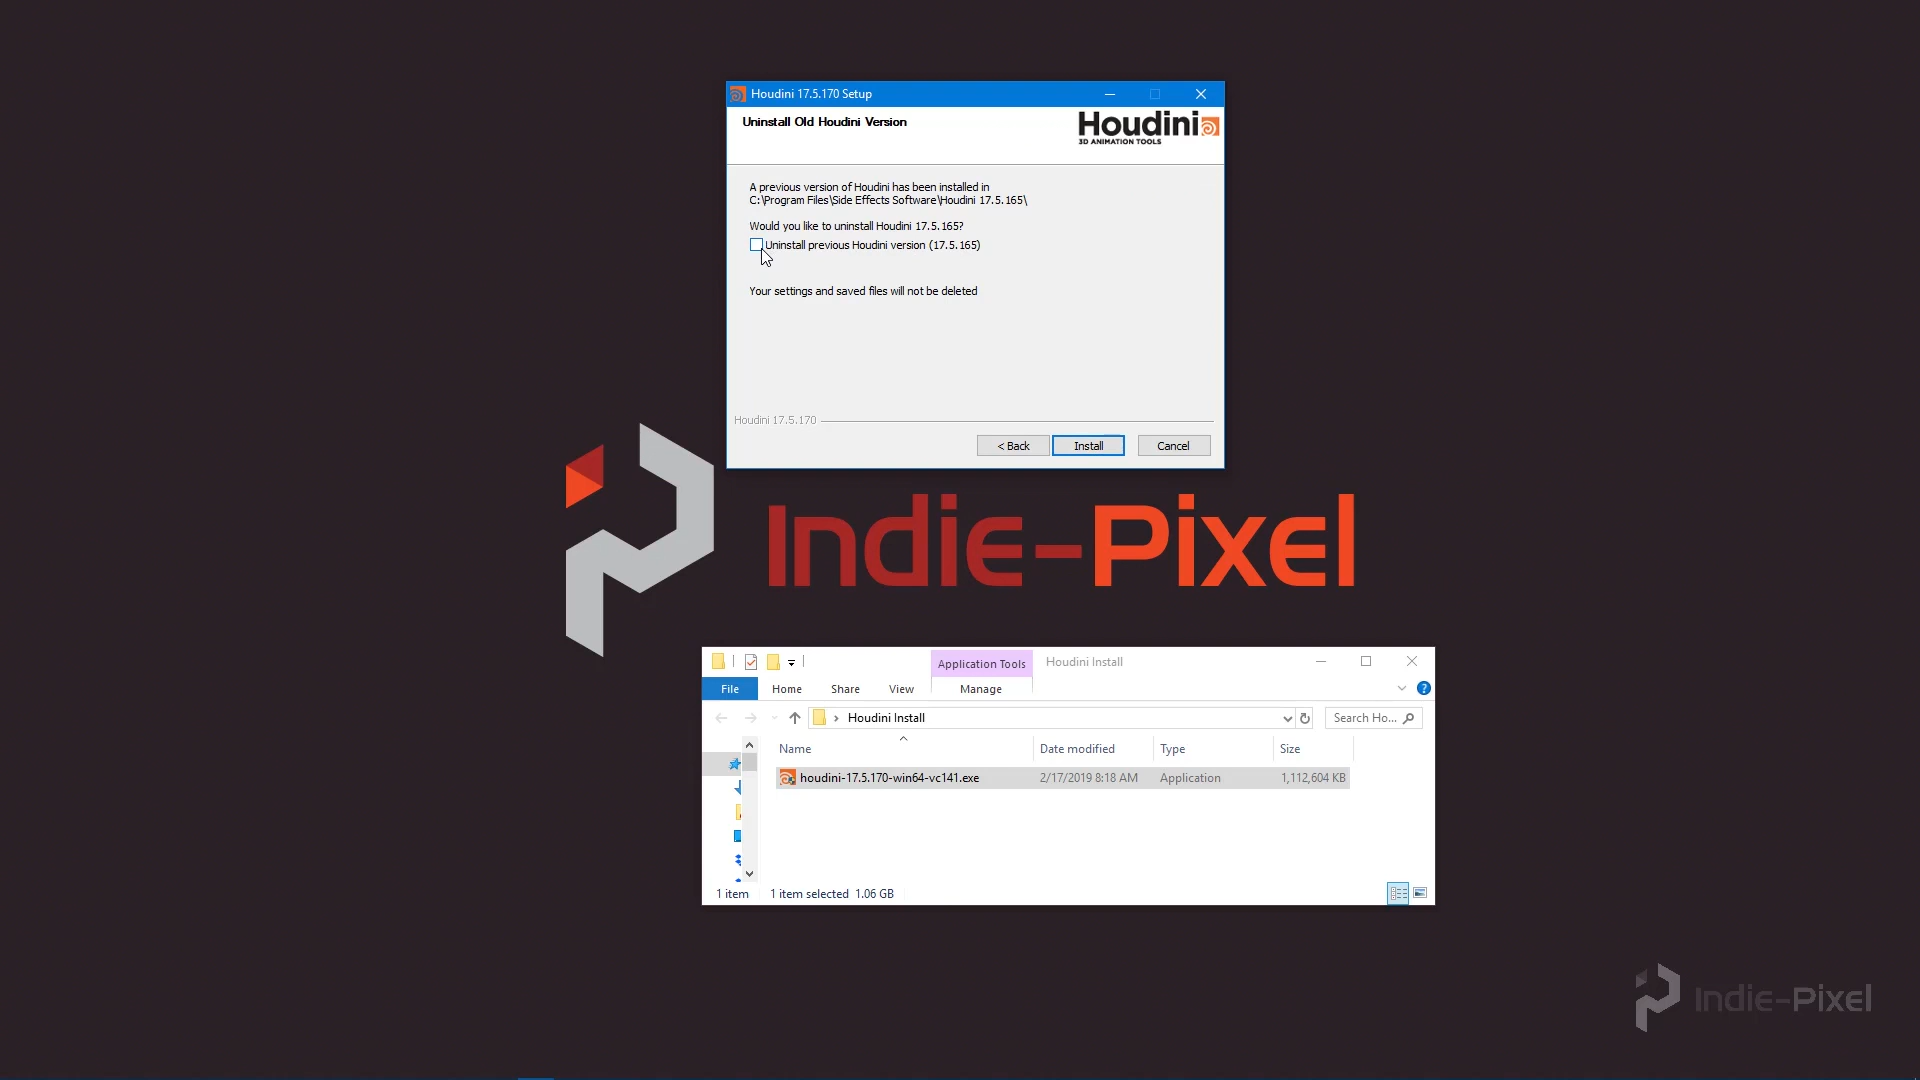 Houdini 17.5.170 Setup
Uninstall Old Houdini Version
Houdini
3D ANIMATION TOOLS
A previous version of Houdini has been installed in
C:\Program Files\Side Effects Software\Houdini 17.5.165\
Would you like to uninstall Houdini 17.5.165?
Uninstall previous Houdini version (17.5.165)
Your settings and saved files will not be deleted
Houdini 17.5.170
< Back
Install
Cancel
Indie-Pixel
Application Tools
Houdini Install
File
Home
Share
View
Manage
Houdini Install
Search Ho...
Name
Date modified
Type
Size
houdini-17.5.170-win64-vc141.exe
2/17/2019 8:18 AM
Application
1,112,604 KB
1 item
1 item selected 1.06 GB
Indie-Pixel